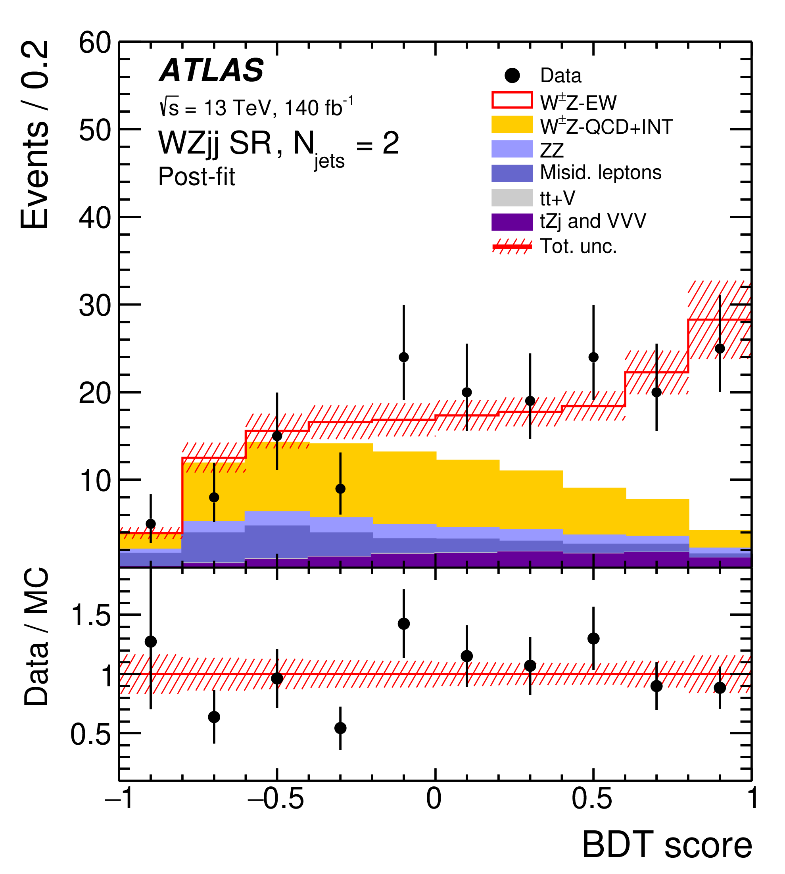 ATLAS
√s = 13 TeV, 140 fb⁻¹
WZjj SR, N_jets = 2
Post-fit
Data
W±Z-EW
W±Z-QCD+INT
ZZ
Misid. leptons
tt+V
tZj and VVV
Tot. unc.
Events / 0.2
60
50
40
30
20
10
Data / MC
1.5
1
0.5
−1
−0.5
0
0.5
1
BDT score